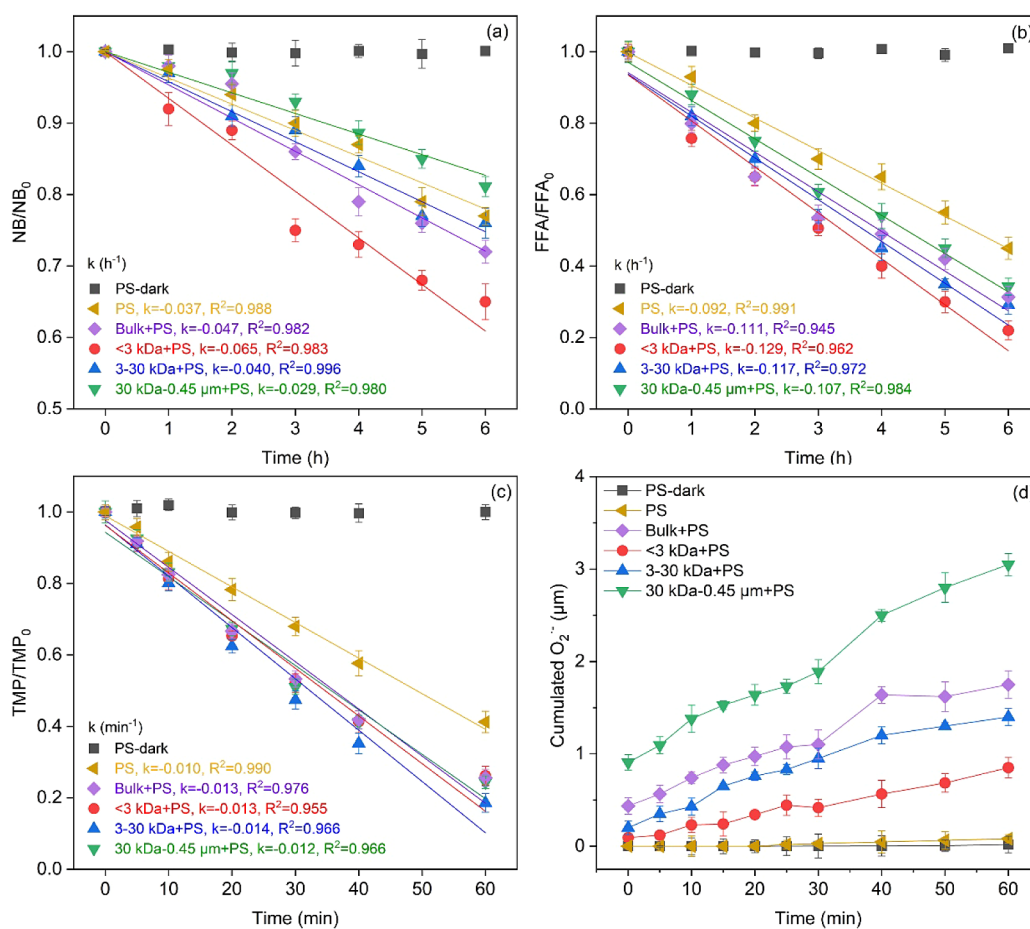 (a)
NB/NB0
1.0
0.9
0.8
0.7
0.6
0.5
k (h⁻¹)
PS-dark
PS, k=-0.037, R²=0.988
Bulk+PS, k=-0.047, R²=0.982
<3 kDa+PS, k=-0.065, R²=0.983
3-30 kDa+PS, k=-0.040, R²=0.996
30 kDa-0.45 μm+PS, k=-0.029, R²=0.980
0 1 2 3 4 5 6
Time (h)
(b)
FFA/FFA₀
1.0
0.8
0.6
0.4
0.2
0.0
k (h⁻¹)
PS-dark
PS, k=-0.092, R²=0.991
Bulk+PS, k=-0.111, R²=0.945
<3 kDa+PS, k=-0.129, R²=0.962
3-30 kDa+PS, k=-0.117, R²=0.972
30 kDa-0.45 μm+PS, k=-0.107, R²=0.984
0 1 2 3 4 5 6
Time (h)
(c)
TMP/TMP₀
1.0
0.8
0.6
0.4
0.2
0.0
k (min⁻¹)
PS-dark
PS, k=-0.010, R²=0.990
Bulk+PS, k=-0.013, R²=0.976
<3 kDa+PS, k=-0.013, R²=0.955
3-30 kDa+PS, k=-0.014, R²=0.966
30 kDa-0.45 μm+PS, k=-0.012, R²=0.966
0 10 20 30 40 50 60
Time (min)
(d)
Cumulated O₂˙⁻ (μm)
4
3
2
1
0
PS-dark
PS
Bulk+PS
<3 kDa+PS
3-30 kDa+PS
30 kDa-0.45 μm+PS
0 10 20 30 40 50 60
Time (min)